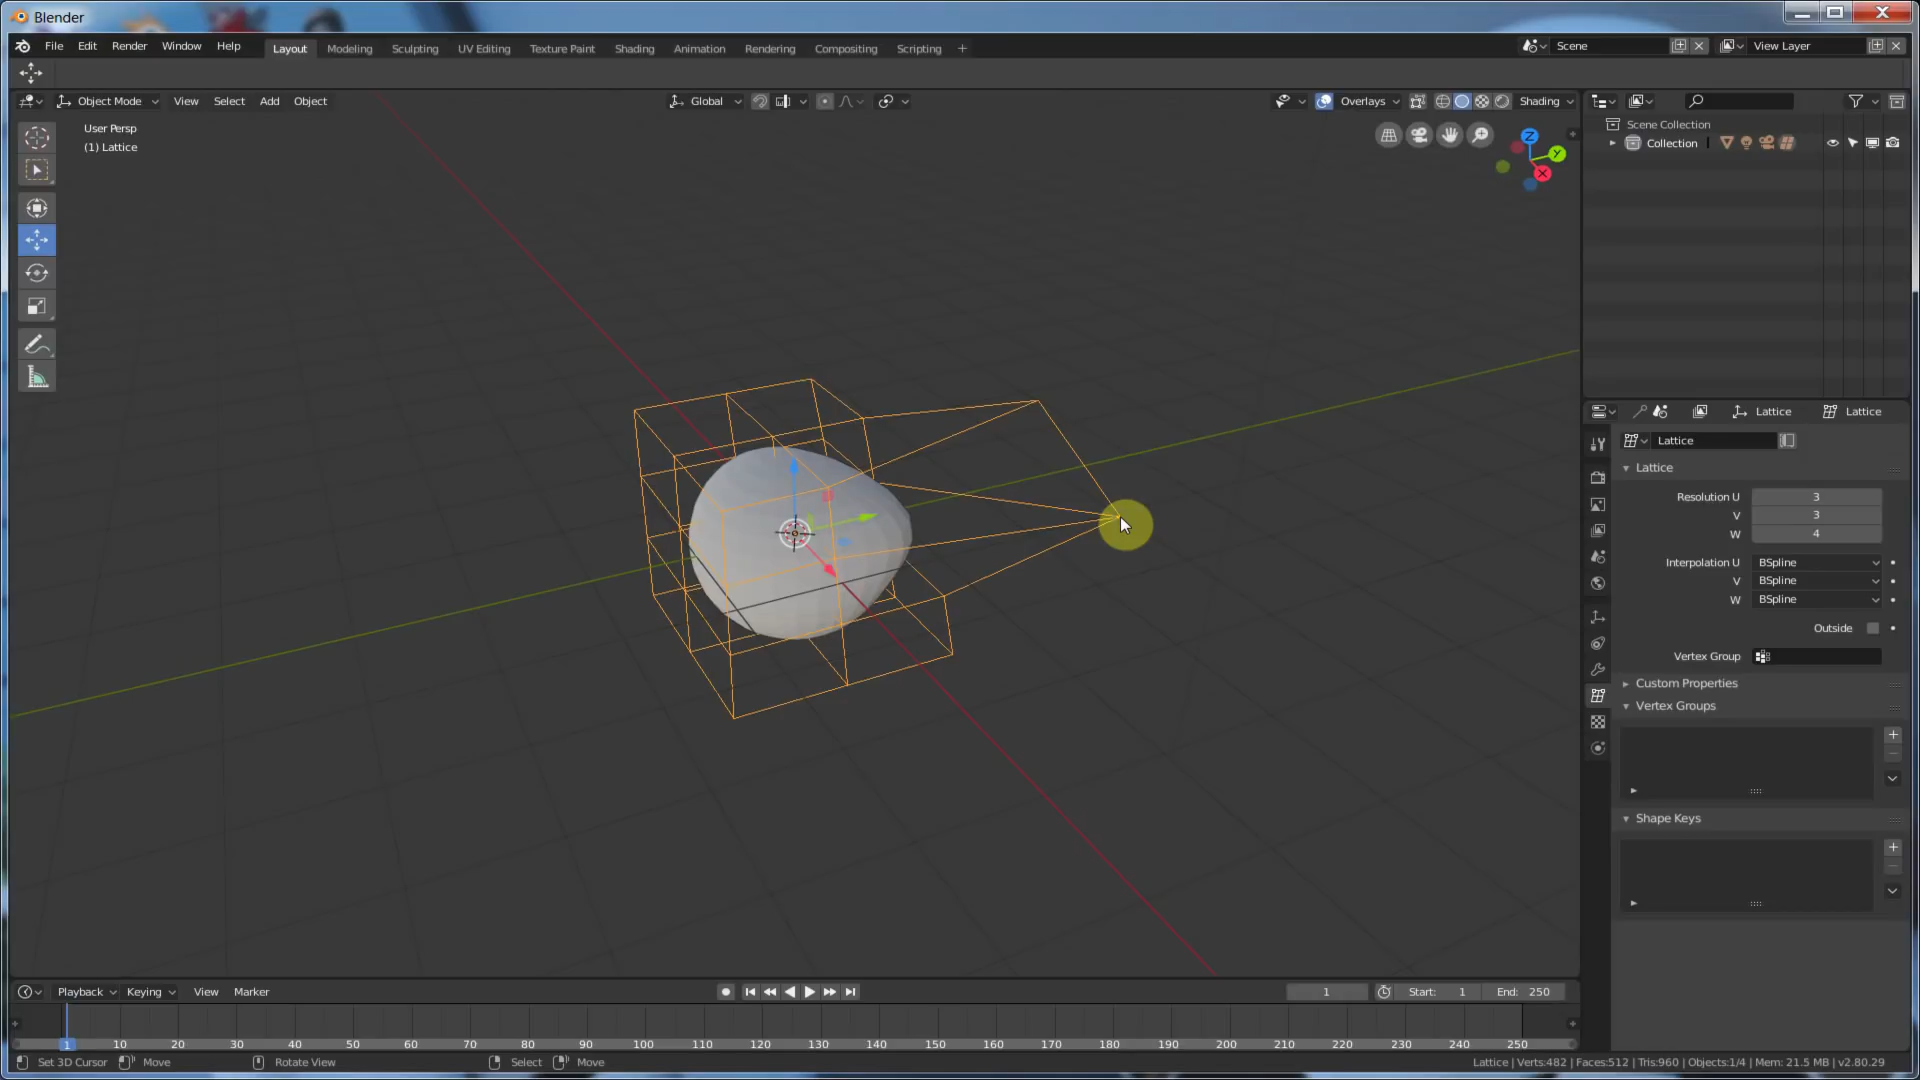 Blender
File Edit Render Window Help Layout Modeling Sculpting UV Editing Texture Paint Shading Animation Rendering Compositing Scripting + Scene View Layer
Object Mode View Select Add Object Global Overlays Shading
User Persp
(1) Lattice
Z
Y
X
Scene Collection
Collection
Lattice Lattice
Lattice
Lattice
Resolution U 3
V 3
W 4
Interpolation U BSpline
V BSpline
W BSpline
Outside
Vertex Group
Custom Properties
Vertex Groups
Shape Keys
Playback Keying View Marker 1 Start: 1 End: 250
1 10 20 30 40 50 60 70 80 90 100 110 120 130 140 150 160 170 180 190 200 210 220 230 240 250
Set 3D Cursor Move Rotate View Select Move Lattice | Verts:482 | Faces:512 | Tris:960 | Objects:1/4 | Mem: 21.5 MB | v2.80.29